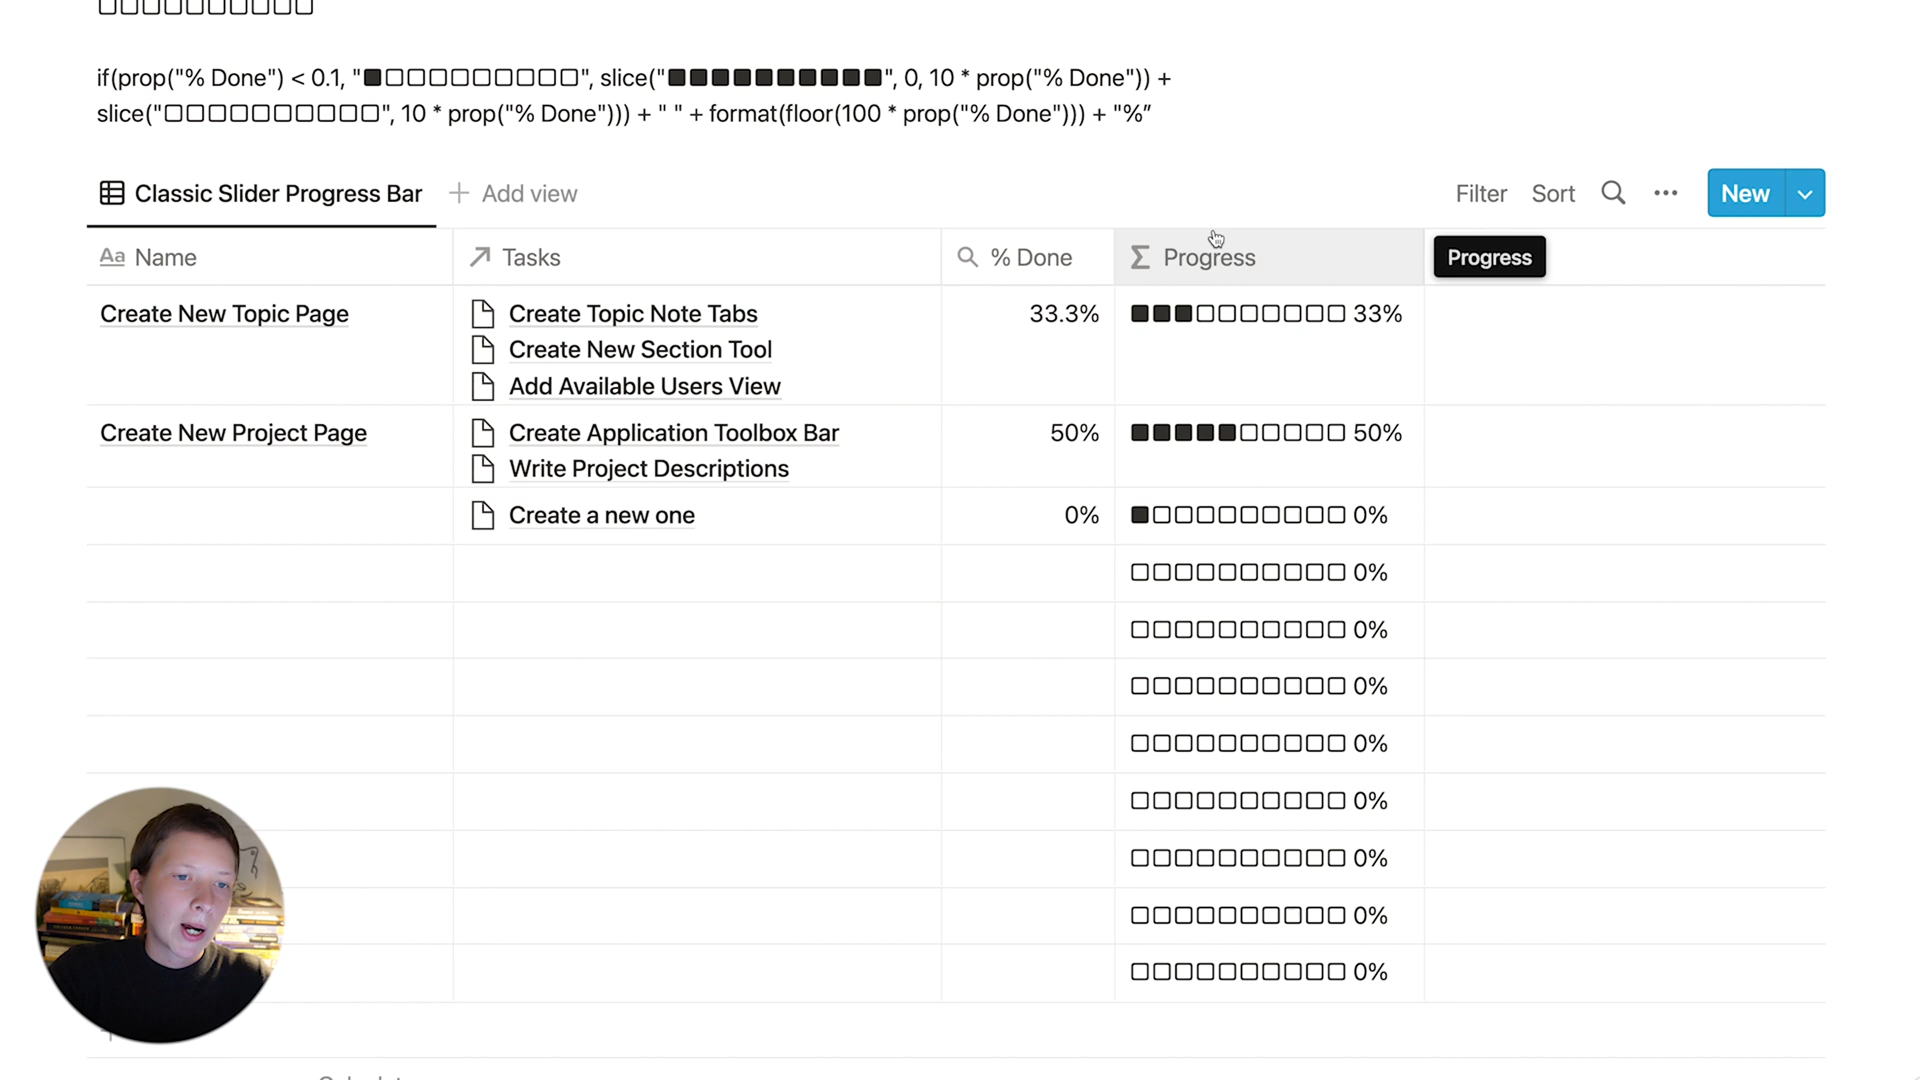 □□□□□□□□□□
if(prop("% Done") < 0.1, "■□□□□□□□□□", slice("■■■■■■■■■■", 0, 10 * prop("% Done")) +
slice("□□□□□□□□□□", 10 * prop("% Done"))) + " " + format(floor(100 * prop("% Done"))) + "%”
Classic Slider Progress Bar + Add view Filter Sort New
Aa Name Tasks % Done Σ Progress Progress
Create New Topic Page Create Topic Note Tabs 33.3% ■■■□□□□□□□ 33%
Create New Section Tool
Add Available Users View
Create New Project Page Create Application Toolbox Bar 50% ■■■■■□□□□□ 50%
Write Project Descriptions
Create a new one 0% ■□□□□□□□□□ 0%
□□□□□□□□□□ 0%
□□□□□□□□□□ 0%
□□□□□□□□□□ 0%
□□□□□□□□□□ 0%
□□□□□□□□□□ 0%
□□□□□□□□□□ 0%
□□□□□□□□□□ 0%
□□□□□□□□□□ 0%